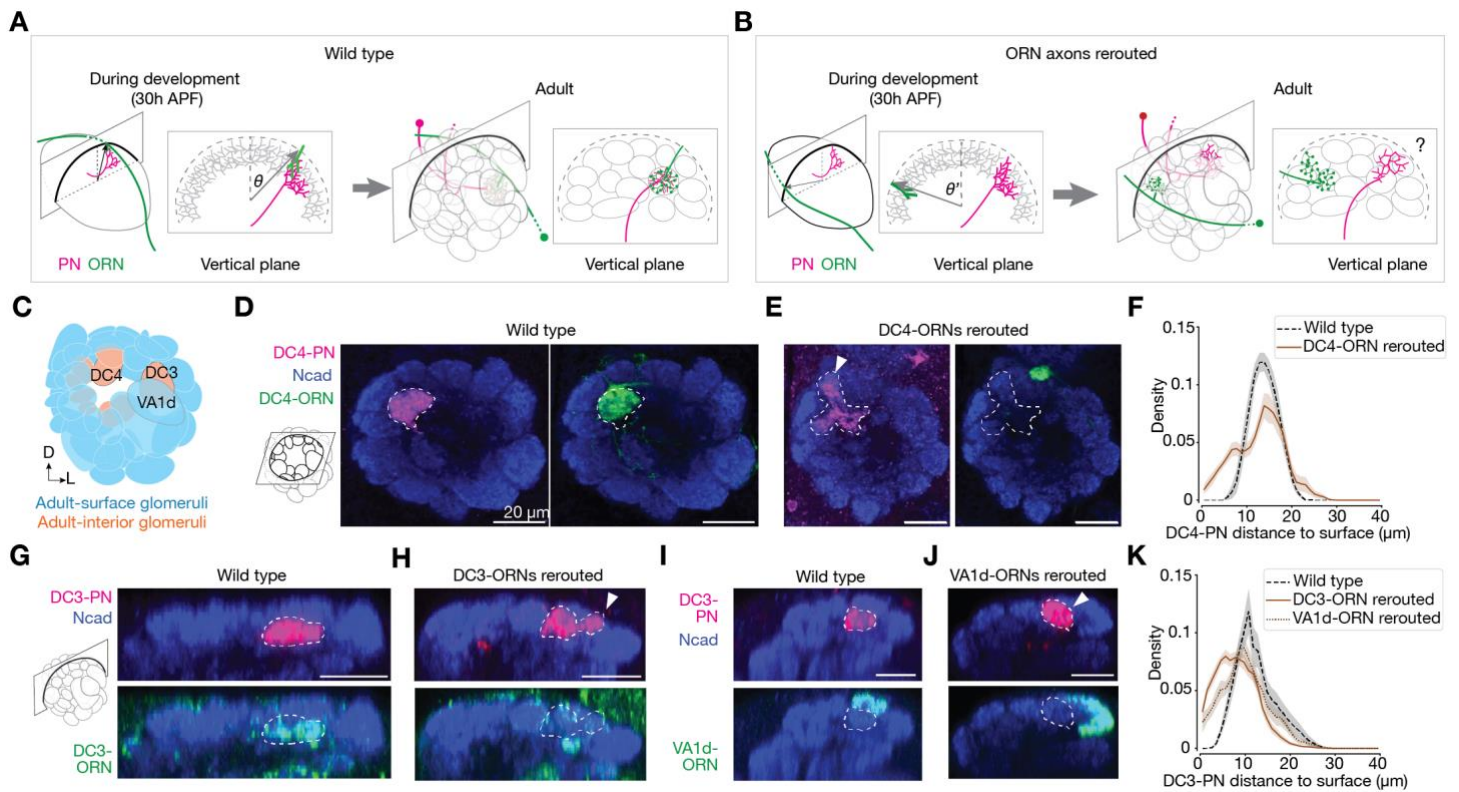 A
Wild type
During development
(30h APF)
Adult
θ
PN ORN
Vertical plane
Vertical plane
B
ORN axons rerouted
During development
(30h APF)
Adult
θ'
?
PN ORN
Vertical plane
Vertical plane
C
DC4
DC3
VA1d
D
L
Adult-surface glomeruli
Adult-interior glomeruli
D
Wild type
DC4-PN
Ncad
DC4-ORN
20 μm
E
DC4-ORNs rerouted
F
Wild type
DC4-ORN rerouted
Density
0.15
0.1
0.05
0
0 10 20 30 40
DC4-PN distance to surface (μm)
G
Wild type
DC3-PN
Ncad
DC3-
ORN
H
DC3-ORNs rerouted
I
Wild type
DC3-
PN
Ncad
VA1d-
ORN
J
VA1d-ORNs rerouted
K
Wild type
DC3-ORN rerouted
VA1d-ORN rerouted
Density
0.15
0.1
0.05
0
0 10 20 30 40
DC3-PN distance to surface (μm)